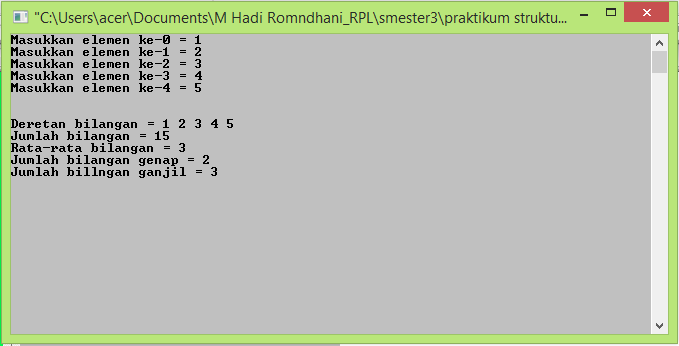 "C:\Users\acer\Documents\M Hadi Romndhani_RPL\smester3\praktikum struktu...
Masukkan elemen ke-0 = 1
Masukkan elemen ke-1 = 2
Masukkan elemen ke-2 = 3
Masukkan elemen ke-3 = 4
Masukkan elemen ke-4 = 5
Deretan bilangan = 1 2 3 4 5
Jumlah bilangan = 15
Rata-rata bilangan = 3
Jumlah bilangan genap = 2
Jumlah billngan ganjil = 3